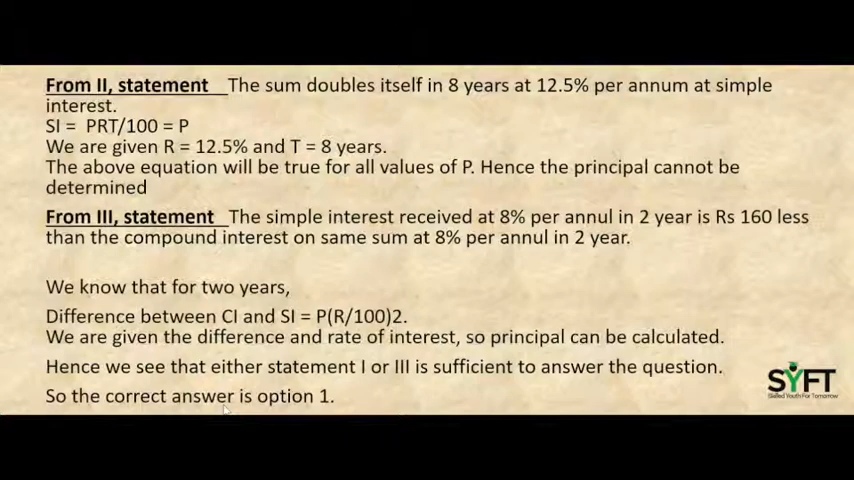 From II, statement The sum doubles itself in 8 years at 12.5% per annum at simple
interest.
SI = PRT/100 = P
We are given R = 12.5% and T = 8 years.
The above equation will be true for all values of P. Hence the principal cannot be
determined
From III, statement The simple interest received at 8% per annul in 2 year is Rs 160 less
than the compound interest on same sum at 8% per annul in 2 year.
We know that for two years,
Difference between CI and SI = P(R/100)2.
We are given the difference and rate of interest, so principal can be calculated.
Hence we see that either statement I or III is sufficient to answer the question.
So the correct answer is option 1.
SYFT
Skilled Youth For Tomorrow